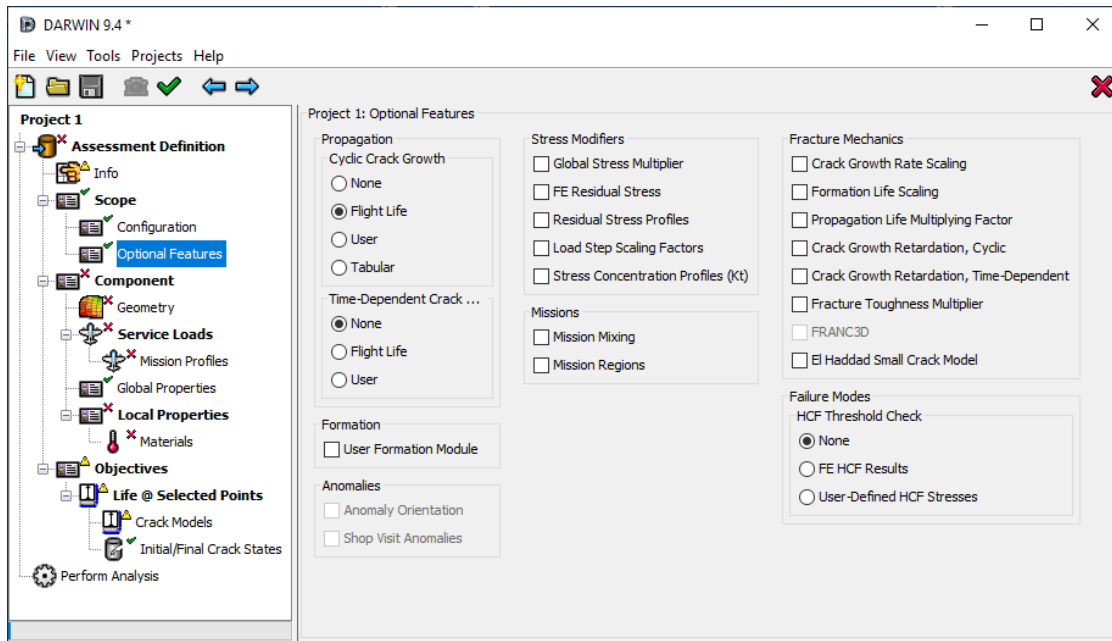 DARWIN 9.4 *
File View Tools Projects Help
Project 1
Assessment Definition
Info
Scope
Configuration
Optional Features
Component
Geometry
Service Loads
Mission Profiles
Global Properties
Local Properties
Materials
Objectives
Life @ Selected Points
Crack Models
Initial/Final Crack States
Perform Analysis
Project 1: Optional Features
Propagation
Cyclic Crack Growth
None
Flight Life
User
Tabular
Time-Dependent Crack ...
None
Flight Life
User
Formation
User Formation Module
Anomalies
Anomaly Orientation
Shop Visit Anomalies
Stress Modifiers
Global Stress Multiplier
FE Residual Stress
Residual Stress Profiles
Load Step Scaling Factors
Stress Concentration Profiles (Kt)
Missions
Mission Mixing
Mission Regions
Fracture Mechanics
Crack Growth Rate Scaling
Formation Life Scaling
Propagation Life Multiplying Factor
Crack Growth Retardation, Cyclic
Crack Growth Retardation, Time-Dependent
Fracture Toughness Multiplier
FRANC3D
El Haddad Small Crack Model
Failure Modes
HCF Threshold Check
None
FE HCF Results
User-Defined HCF Stresses